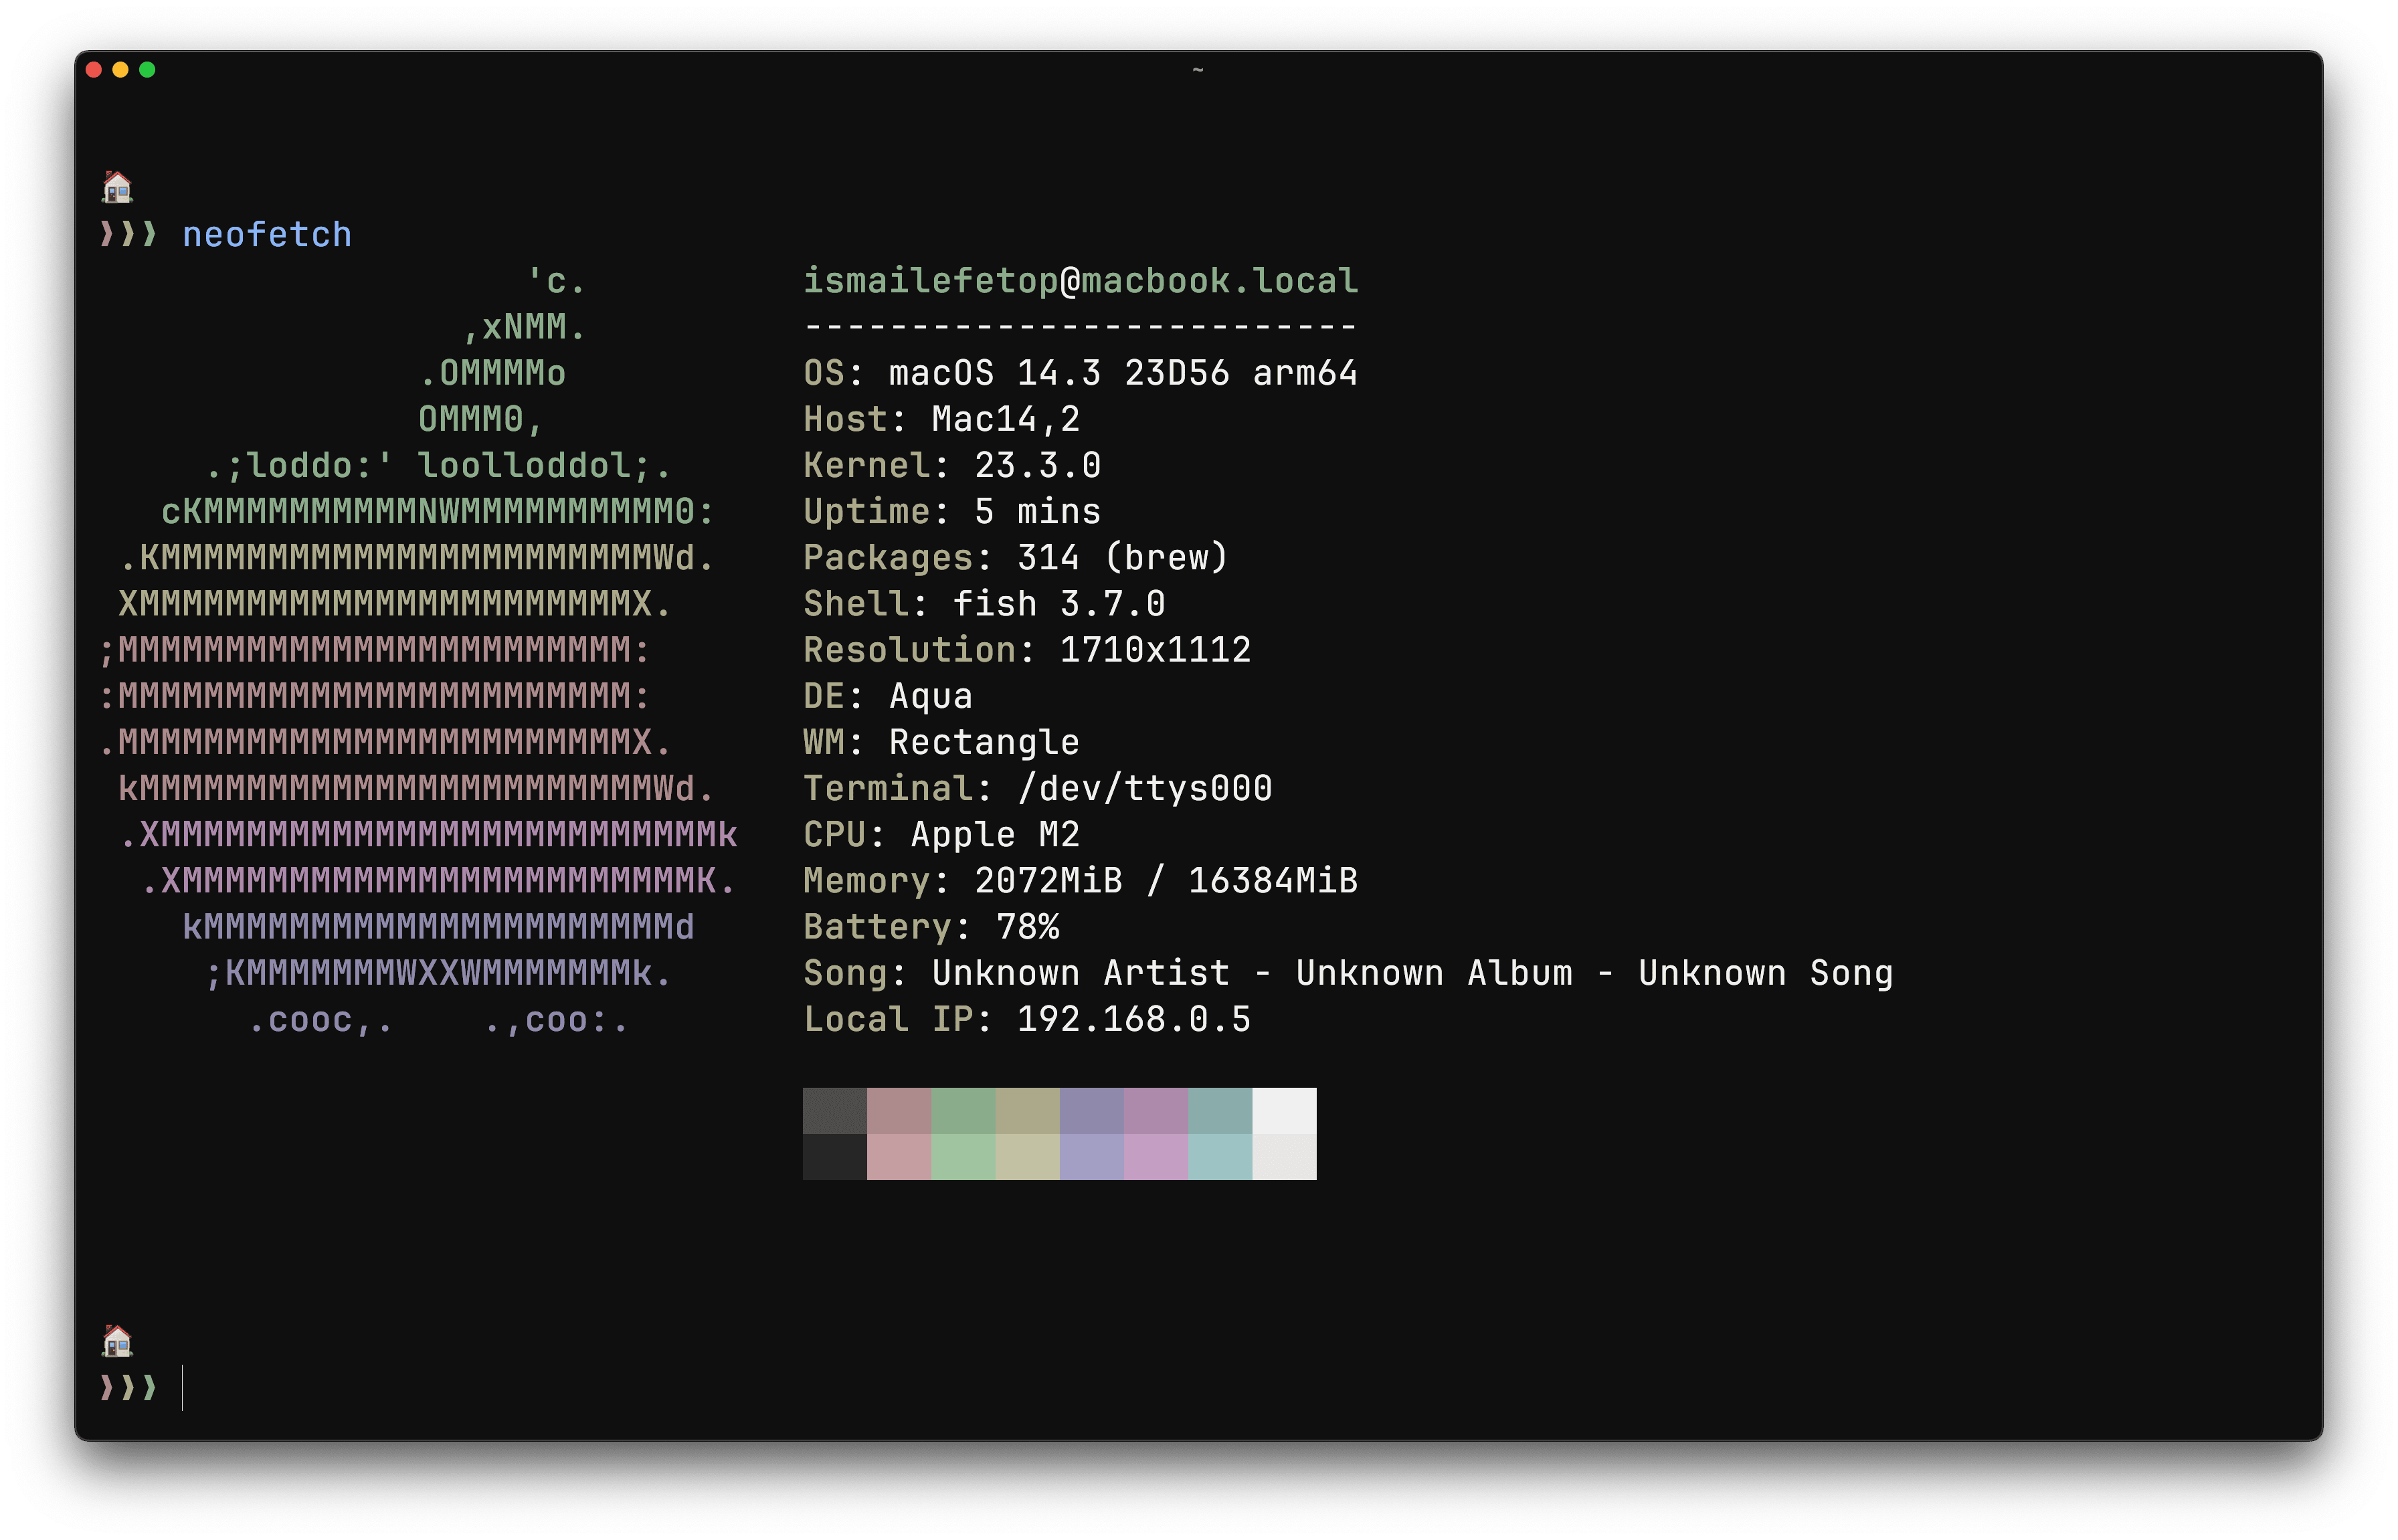 ~
❯❯❯ neofetch
                    'c.          ismailefetop@macbook.local
                 ,xNMM.          --------------------------
               .OMMMMo           OS: macOS 14.3 23D56 arm64
               OMMM0,            Host: Mac14,2
     .;loddo:' loolloddol;.      Kernel: 23.3.0
   cKMMMMMMMMMMNWMMMMMMMMMM0:    Uptime: 5 mins
 .KMMMMMMMMMMMMMMMMMMMMMMMWd.    Packages: 314 (brew)
 XMMMMMMMMMMMMMMMMMMMMMMMX.      Shell: fish 3.7.0
;MMMMMMMMMMMMMMMMMMMMMMMM:       Resolution: 1710x1112
:MMMMMMMMMMMMMMMMMMMMMMMM:       DE: Aqua
.MMMMMMMMMMMMMMMMMMMMMMMMX.      WM: Rectangle
 kMMMMMMMMMMMMMMMMMMMMMMMMWd.    Terminal: /dev/ttys000
 .XMMMMMMMMMMMMMMMMMMMMMMMMMMk   CPU: Apple M2
  .XMMMMMMMMMMMMMMMMMMMMMMMMK.   Memory: 2072MiB / 16384MiB
    kMMMMMMMMMMMMMMMMMMMMMMd     Battery: 78%
     ;KMMMMMMMWXXWMMMMMMMk.      Song: Unknown Artist - Unknown Album - Unknown Song
       .cooc,.    .,coo:.        Local IP: 192.168.0.5
❯❯❯